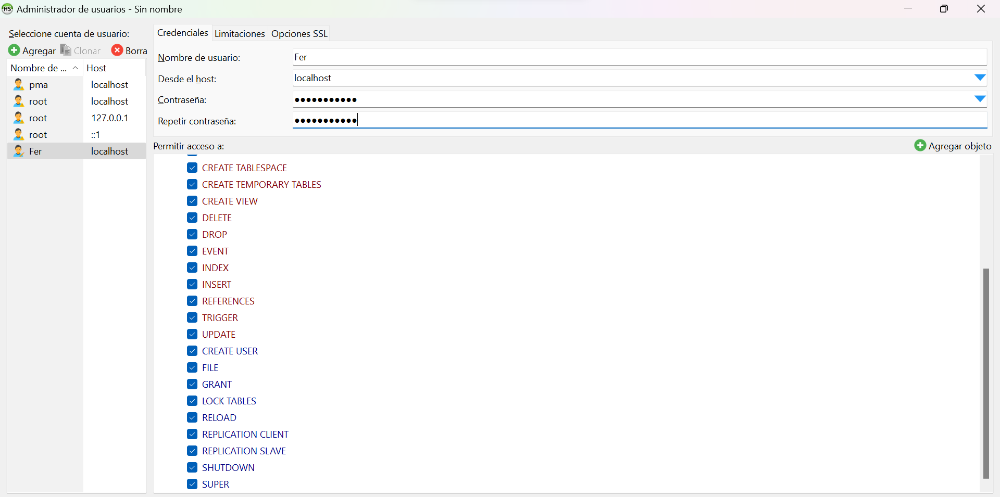 HS Administrador de usuarios - Sin nombre
Seleccione cuenta de usuario:
Agregar Clonar Borra
Nombre de ... Host
pma localhost
root localhost
root 127.0.0.1
root ::1
Fer localhost
Credenciales Limitaciones Opciones SSL
Nombre de usuario: Fer
Desde el host: localhost
Contraseña: ●●●●●●●●●●●
Repetir contraseña: ●●●●●●●●●●●
Permitir acceso a: Agregar objeto
CREATE TABLESPACE
CREATE TEMPORARY TABLES
CREATE VIEW
DELETE
DROP
EVENT
INDEX
INSERT
REFERENCES
TRIGGER
UPDATE
CREATE USER
FILE
GRANT
LOCK TABLES
RELOAD
REPLICATION CLIENT
REPLICATION SLAVE
SHUTDOWN
SUPER